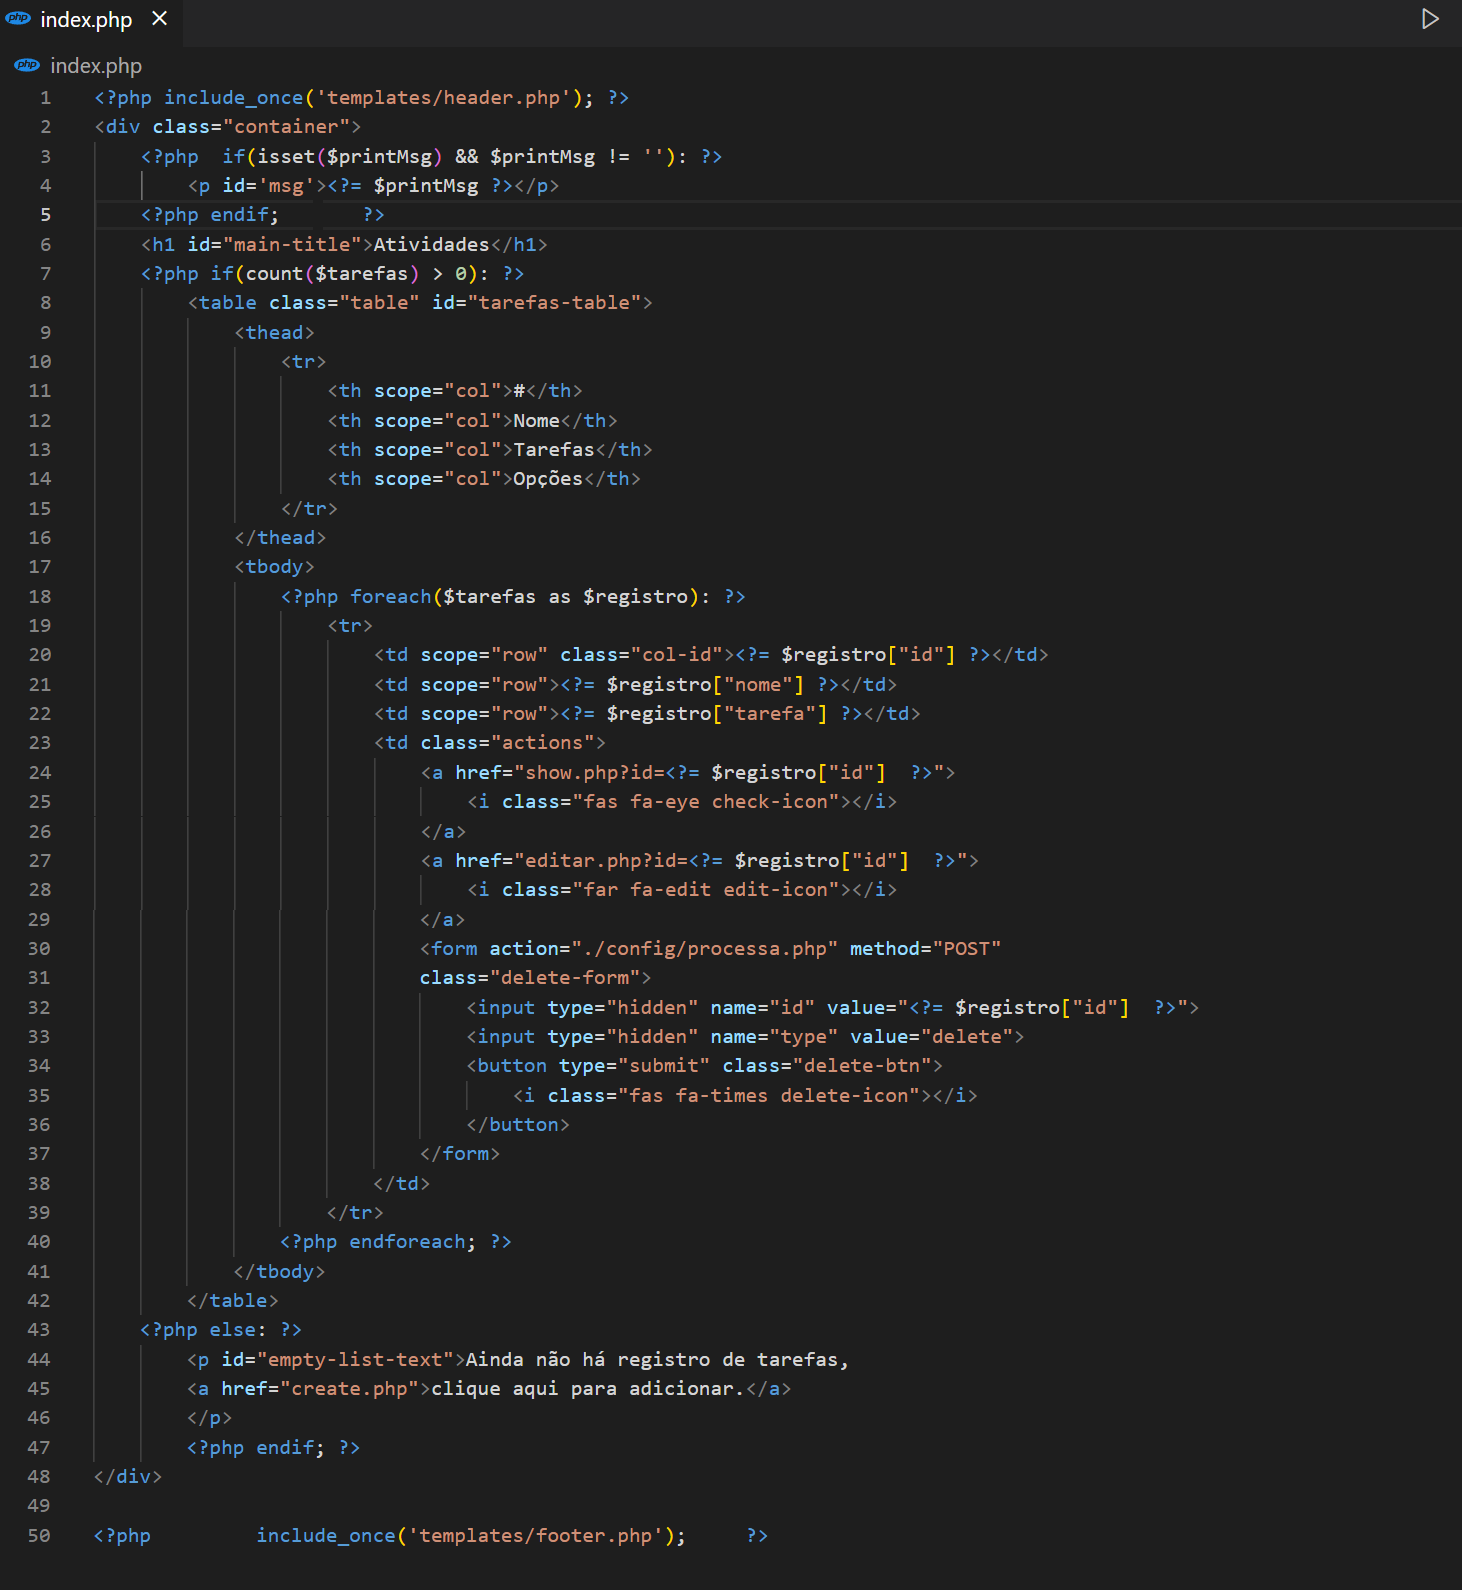 php index.php ×
php index.php
1 <?php include_once('templates/header.php'); ?>
2 <div class="container">
3     <?php  if(isset($printMsg) && $printMsg != ''): ?>
4         <p id='msg'><?= $printMsg ?></p>
5     <?php endif;       ?>
6     <h1 id="main-title">Atividades</h1>
7     <?php if(count($tarefas) > 0): ?>
8         <table class="table" id="tarefas-table">
9             <thead>
10                 <tr>
11                     <th scope="col">#</th>
12                     <th scope="col">Nome</th>
13                     <th scope="col">Tarefas</th>
14                     <th scope="col">Opções</th>
15                 </tr>
16             </thead>
17             <tbody>
18                 <?php foreach($tarefas as $registro): ?>
19                     <tr>
20                         <td scope="row" class="col-id"><?= $registro["id"] ?></td>
21                         <td scope="row"><?= $registro["nome"] ?></td>
22                         <td scope="row"><?= $registro["tarefa"] ?></td>
23                         <td class="actions">
24                             <a href="show.php?id=<?= $registro["id"]  ?>">
25                                 <i class="fas fa-eye check-icon"></i>
26                             </a>
27                             <a href="editar.php?id=<?= $registro["id"]  ?>">
28                                 <i class="far fa-edit edit-icon"></i>
29                             </a>
30                             <form action="./config/processa.php" method="POST"
31                             class="delete-form">
32                                 <input type="hidden" name="id" value="<?= $registro["id"]  ?>">
33                                 <input type="hidden" name="type" value="delete">
34                                 <button type="submit" class="delete-btn">
35                                     <i class="fas fa-times delete-icon"></i>
36                                 </button>
37                             </form>
38                         </td>
39                     </tr>
40                 <?php endforeach; ?>
41             </tbody>
42         </table>
43     <?php else: ?>
44         <p id="empty-list-text">Ainda não há registro de tarefas,
45         <a href="create.php">clique aqui para adicionar.</a>
46         </p>
47         <?php endif; ?>
48 </div>
49
50 <?php         include_once('templates/footer.php');     ?>